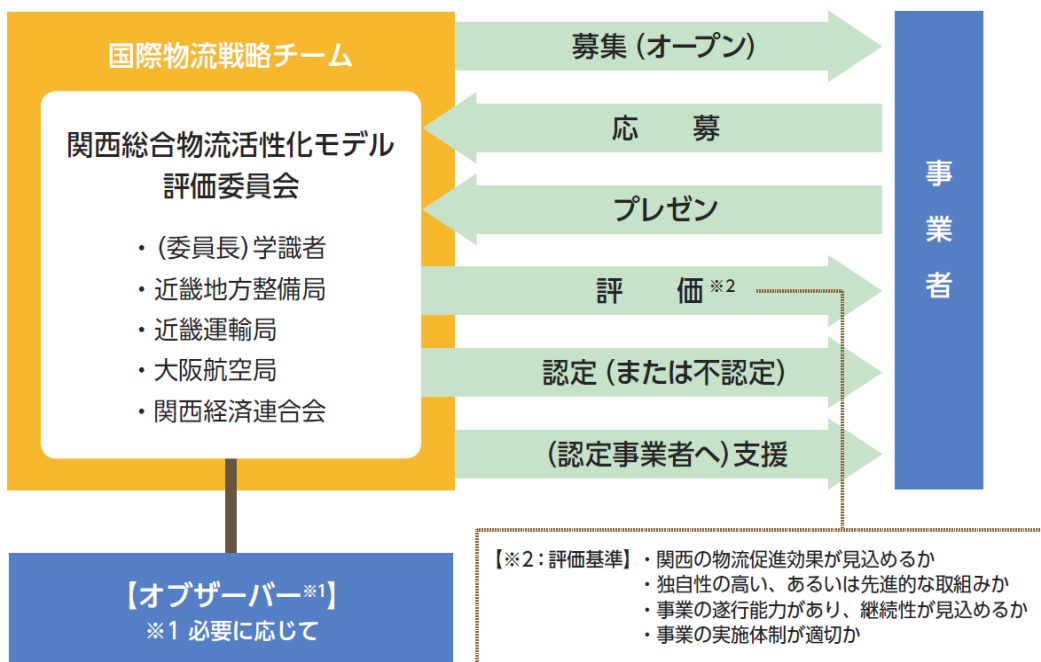 国際物流戦略チーム
関西総合物流活性化モデル
評価委員会
・(委員長)学識者
・近畿地方整備局
・近畿運輸局
・大阪航空局
・関西経済連合会
募集(オープン)
応　募
プレゼン
評　価※2
認定(または不認定)
(認定事業者へ)支援
事業者
【オブザーバー※1】
※1 必要に応じて
【※2:評価基準】・関西の物流促進効果が見込めるか
・独自性の高い、あるいは先進的な取組みか
・事業の遂行能力があり、継続性が見込めるか
・事業の実施体制が適切か